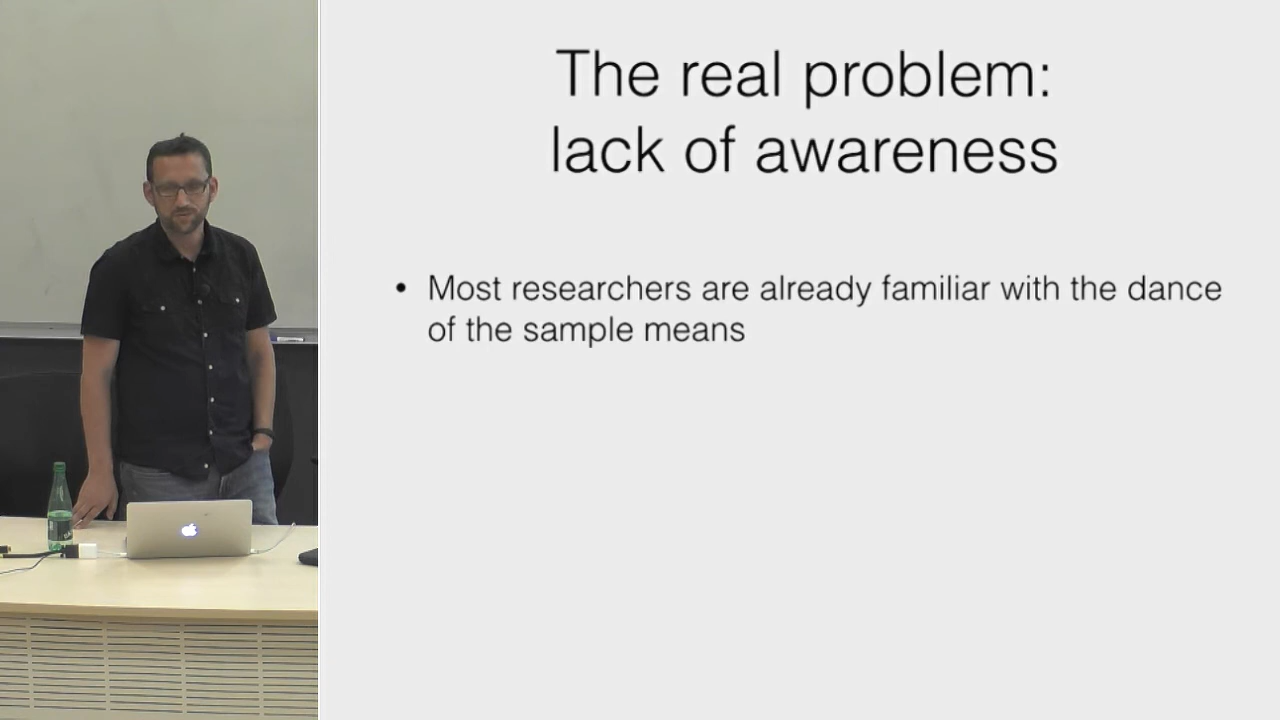 The real problem:
lack of awareness
• Most researchers are already familiar with the dance
of the sample means